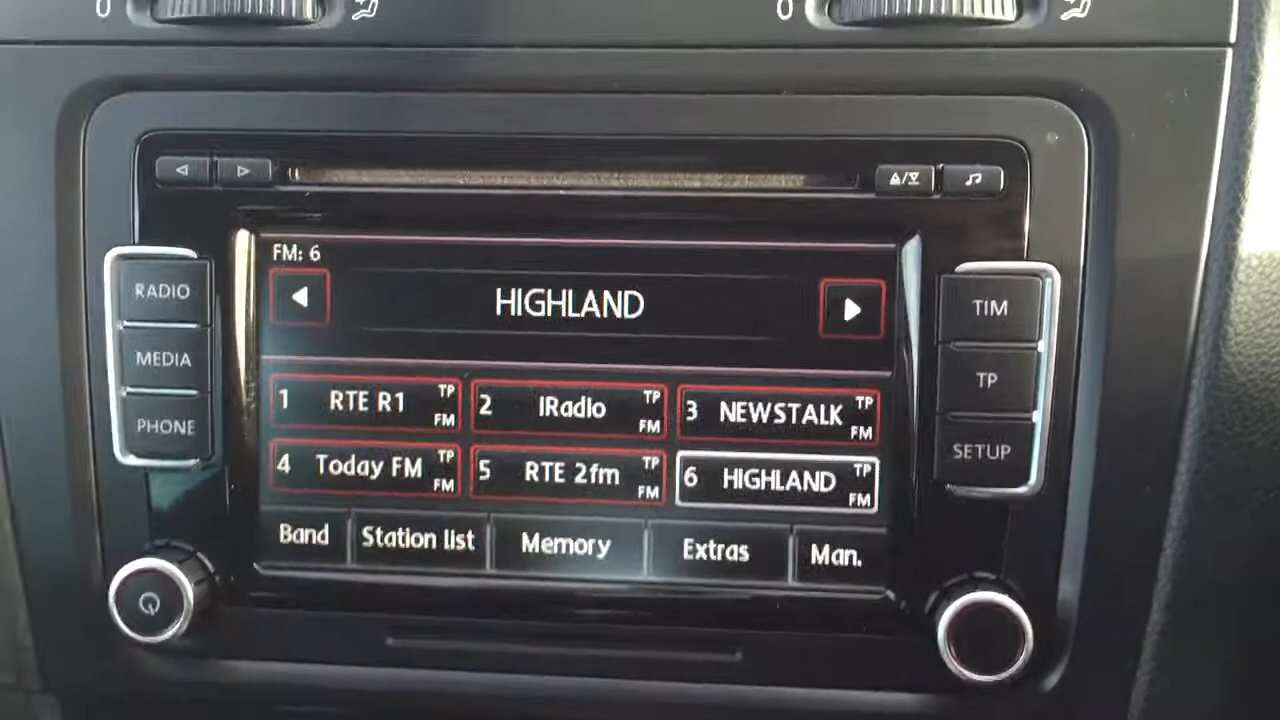 0 0
FM: 6
RADIO
MEDIA
PHONE
HIGHLAND
1 RTE R1 TP FM
2 IRadio TP FM
3 NEWSTALK TP FM
4 Today FM TP FM
5 RTE 2fm TP FM
6 HIGHLAND TP FM
Band Station list Memory Extras Man.
TIM
TP
SETUP